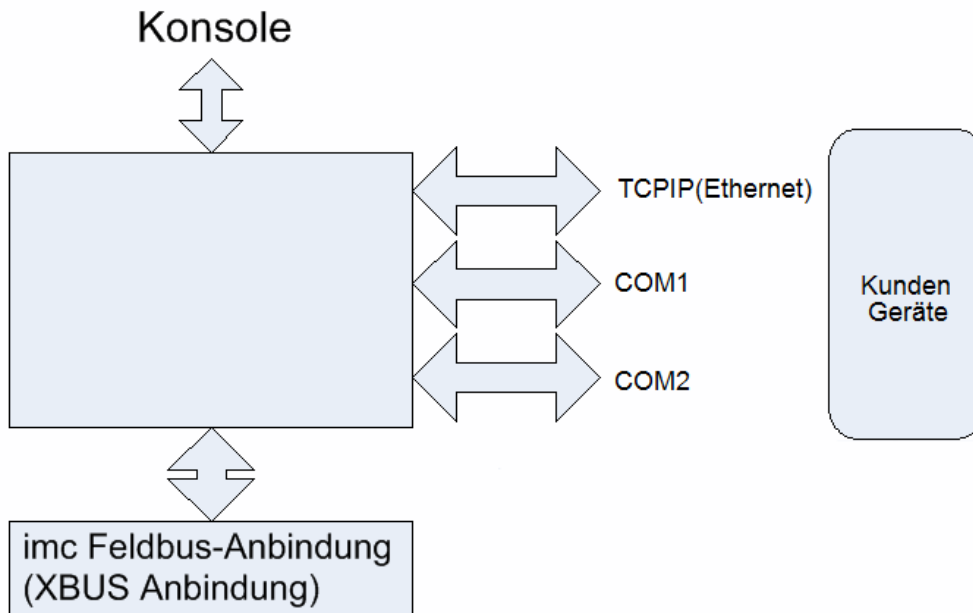 Konsole
TCPIP(Ethernet)
COM1
COM2
Kunden
Geräte
imc Feldbus-Anbindung
(XBUS Anbindung)